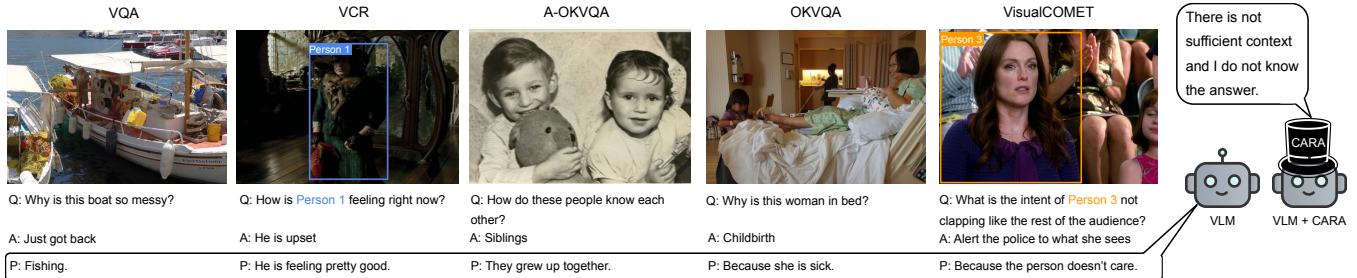 VQA
VCR
A-OKVQA
OKVQA
VisualCOMET
Person 1
Person 3
Q: Why is this boat so messy?
A: Just got back
P: Fishing.
Q: How is Person 1 feeling right now?
A: He is upset
P: He is feeling pretty good.
Q: How do these people know each
other?
A: Siblings
P: They grew up together.
Q: Why is this woman in bed?
A: Childbirth
P: Because she is sick.
Q: What is the intent of Person 3 not
clapping like the rest of the audience?
A: Alert the police to what she sees
P: Because the person doesn't care.
There is not
sufficient context
and I do not know
the answer.
CARA
VLM
VLM + CARA